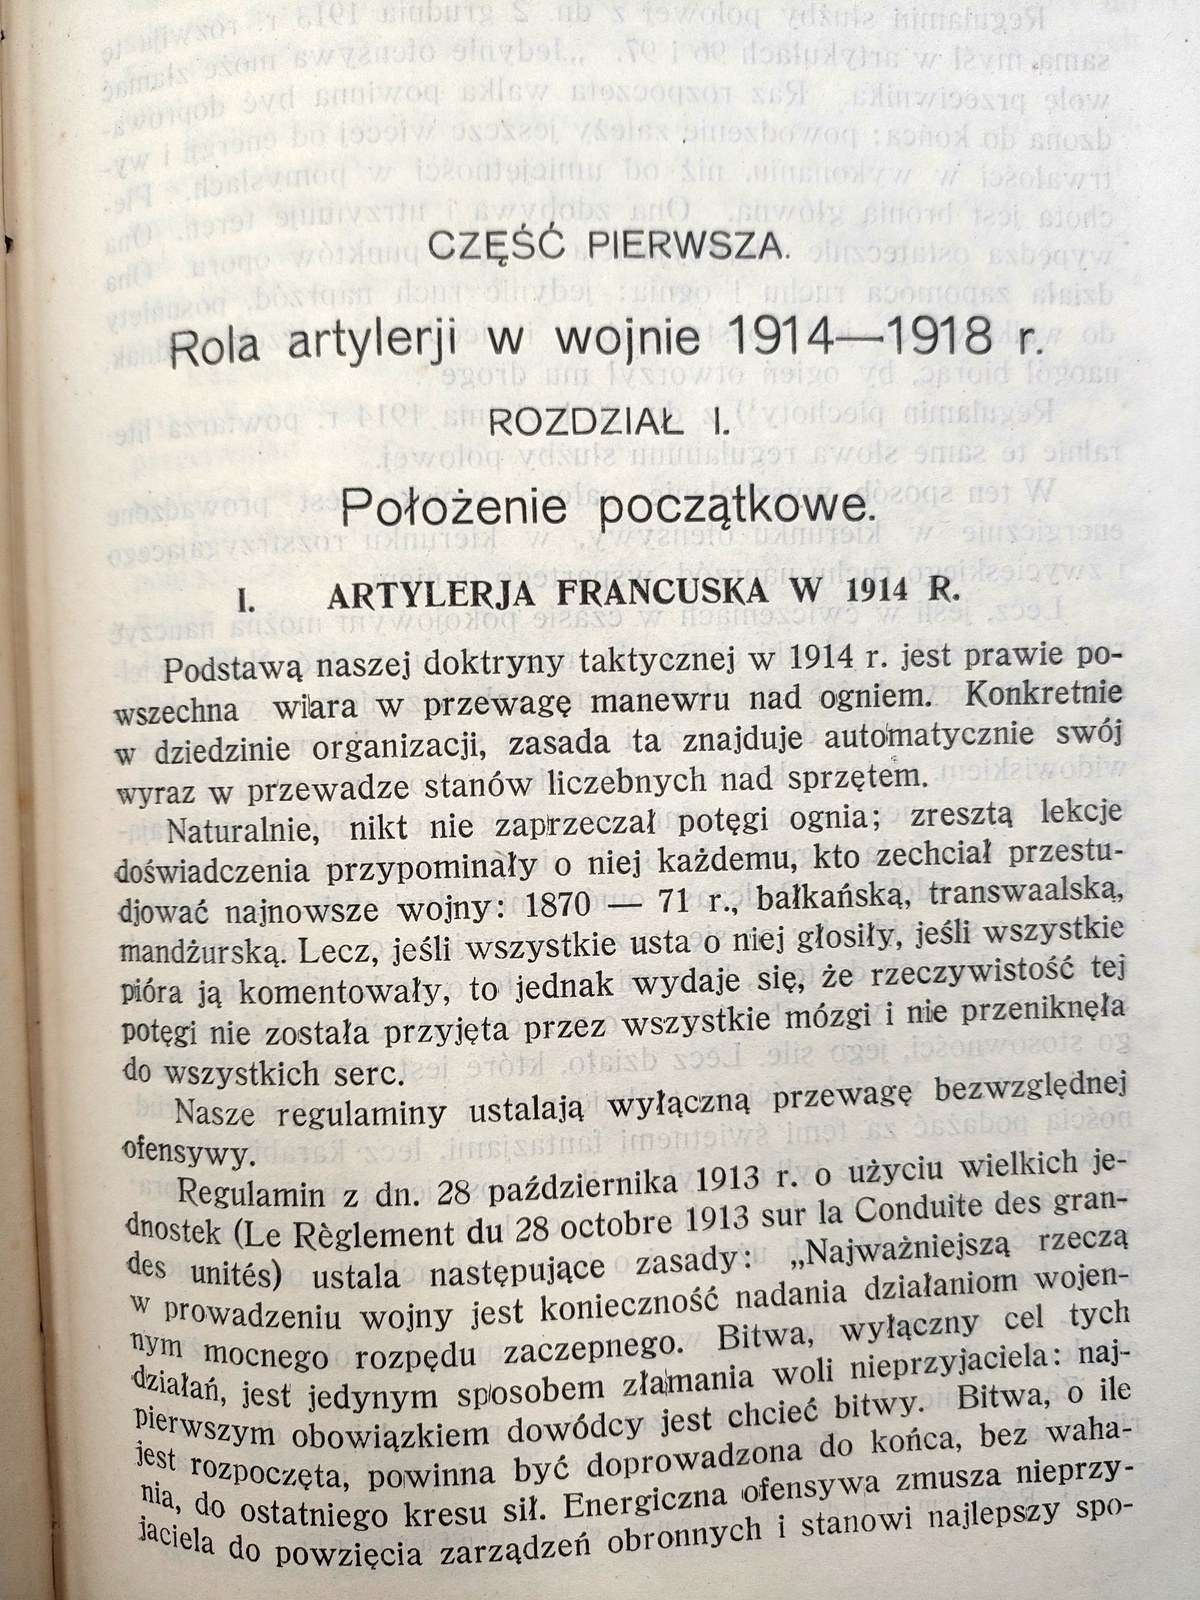 CZĘŚĆ PIERWSZA.
Rola artylerji w wojnie 1914—1918 r.
ROZDZIAŁ I.
Położenie początkowe.
I. ARTYLERJA FRANCUSKA W 1914 R.
Podstawą naszej doktryny taktycznej w 1914 r. jest prawie po-
wszechna wiara w przewagę manewru nad ogniem. Konkretnie
w dziedzinie organizacji, zasada ta znajduje automatycznie swój
wyraz w przewadze stanów liczebnych nad sprzętem.
Naturalnie, nikt nie zaprzeczał potęgi ognia; zresztą lekcje
doświadczenia przypominały o niej każdemu, kto zechciał przestu-
djować najnowsze wojny: 1870 — 71 r., bałkańską, transwaalską,
mandżurską. Lecz, jeśli wszystkie usta o niej głosiły, jeśli wszystkie
pióra ją komentowały, to jednak wydaje się, że rzeczywistość tej
potęgi nie została przyjęta przez wszystkie mózgi i nie przeniknęła
do wszystkich serc.
Nasze regulaminy ustalają wyłączną przewagę bezwzględnej
ofensywy.
Regulamin z dn. 28 października 1913 r. o użyciu wielkich je-
dnostek (Le Règlement du 28 octobre 1913 sur la Conduite des gran-
des unités) ustala następujące zasady: „Najważniejszą rzeczą
w prowadzeniu wojny jest konieczność nadania działaniom wojen-
nym mocnego rozpędu zaczepnego. Bitwa, wyłączny cel tych
działań, jest jedynym sposobem złamania woli nieprzyjaciela: naj-
pierwszym obowiązkiem dowódcy jest chcieć bitwy. Bitwa, o ile
jest rozpoczęta, powinna być doprowadzona do końca, bez waha-
nia, do ostatniego kresu sił. Energiczna ofensywa zmusza nieprzy-
jaciela do powzięcia zarządzeń obronnych i stanowi najlepszy spo-